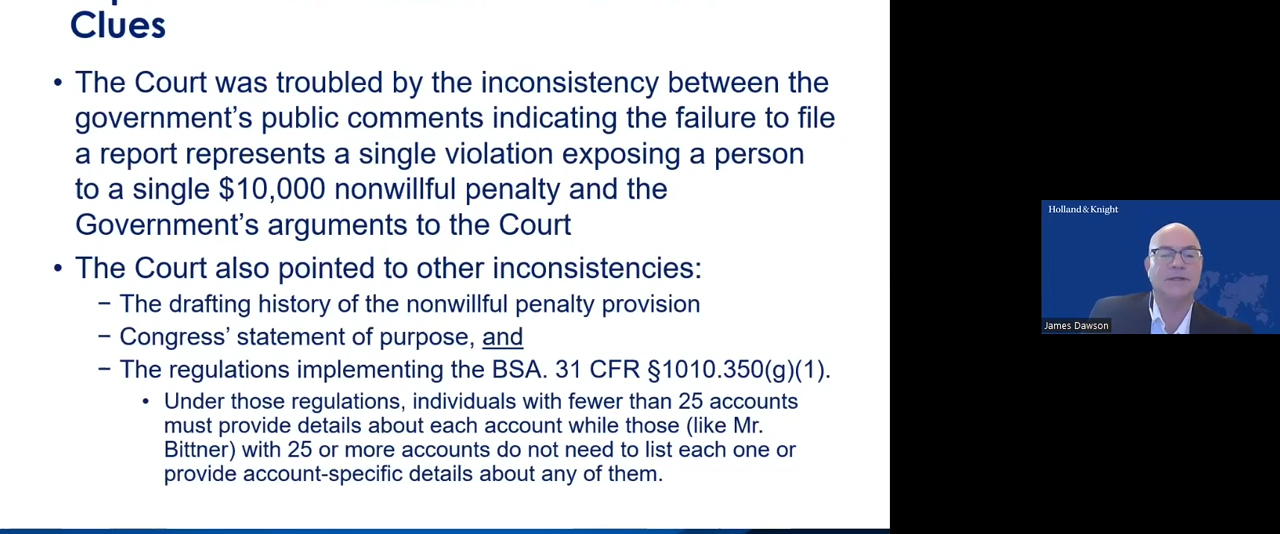 Clues
• The Court was troubled by the inconsistency between the
government's public comments indicating the failure to file
a report represents a single violation exposing a person
to a single $10,000 nonwillful penalty and the
Government's arguments to the Court
• The Court also pointed to other inconsistencies:
− The drafting history of the nonwillful penalty provision
− Congress' statement of purpose, and
− The regulations implementing the BSA. 31 CFR §1010.350(g)(1).
• Under those regulations, individuals with fewer than 25 accounts
must provide details about each account while those (like Mr.
Bittner) with 25 or more accounts do not need to list each one or
provide account-specific details about any of them.
Holland & Knight
James Dawson